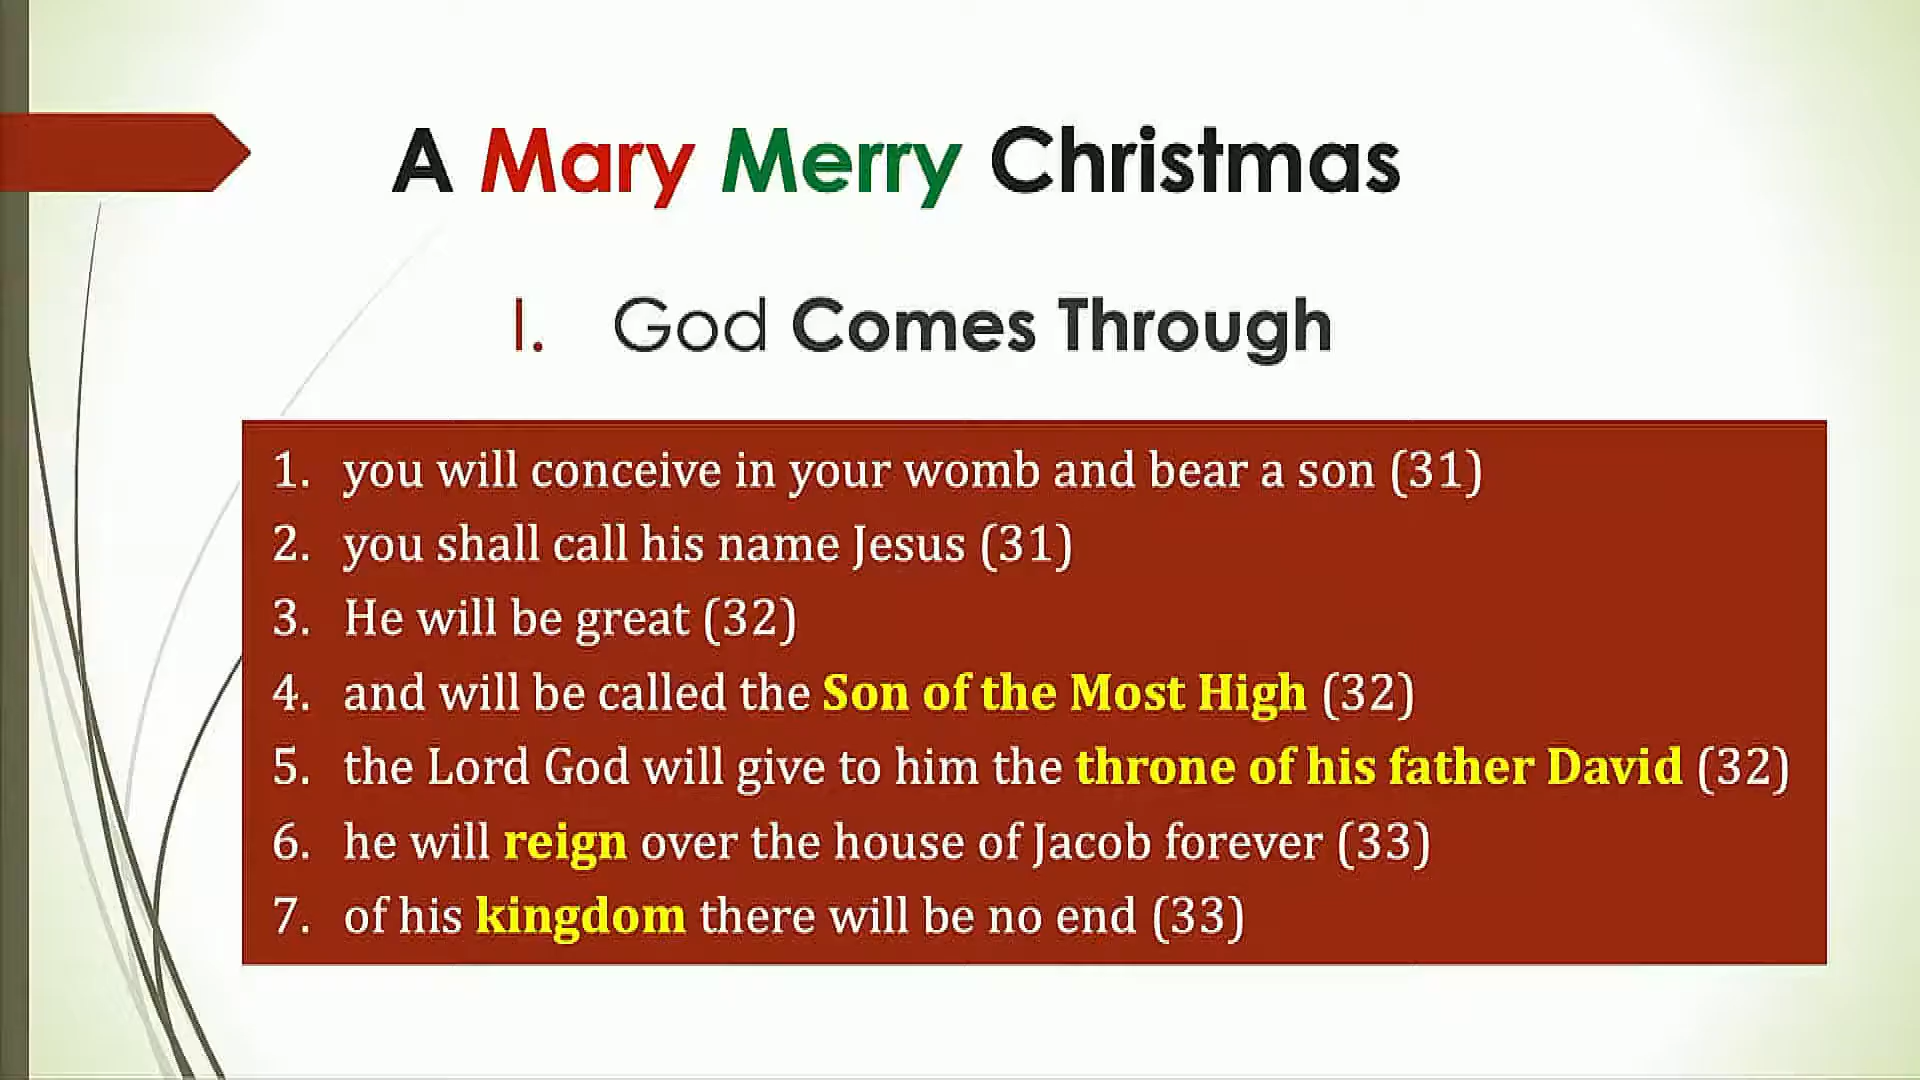 A Mary Merry Christmas
I. God Comes Through
1. you will conceive in your womb and bear a son (31)
2. you shall call his name Jesus (31)
3. He will be great (32)
4. and will be called the Son of the Most High (32)
5. the Lord God will give to him the throne of his father David (32)
6. he will reign over the house of Jacob forever (33)
7. of his kingdom there will be no end (33)